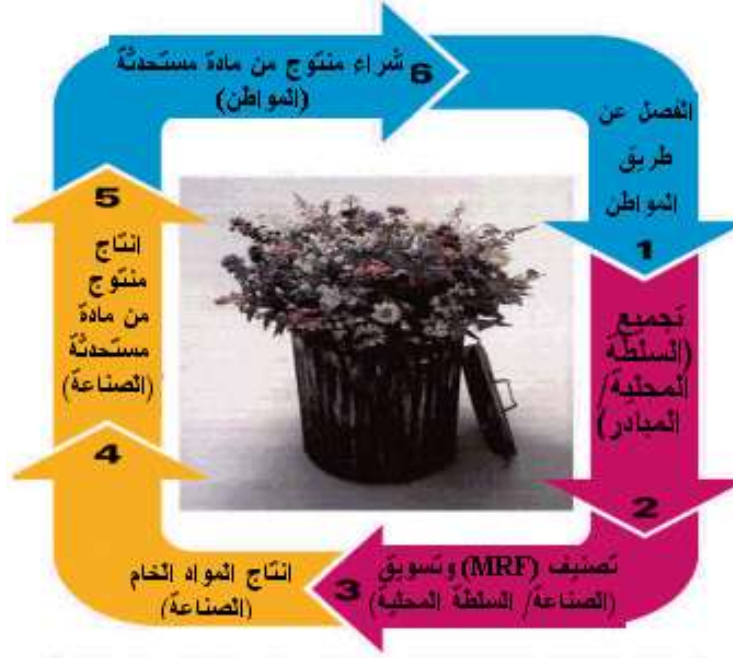 شراء منتوج من مادة مستحدثة
(المواطن)
6
الفصل عن
طريق
المواطن
1
تجميع
(السلطة
المحلية/
المبادر)
2
تصنيف (MRF) وتسويق
(الصناعة/ السلطة المحلية)
3
انتاج المواد الخام
(الصناعة)
4
انتاج
منتوج
من مادة
مستحدثة
(الصناعة)
5